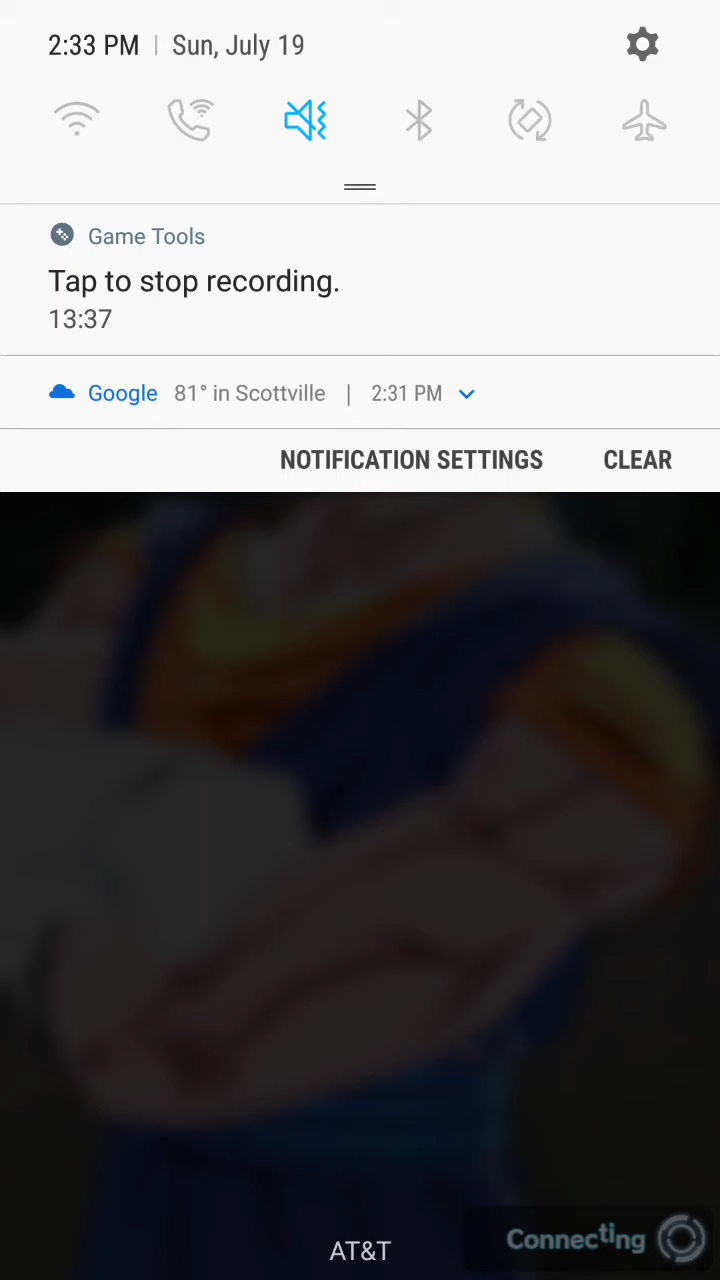 2:33 PM | Sun, July 19
Game Tools
Tap to stop recording.
13:37
Google 81° in Scottville | 2:31 PM
NOTIFICATION SETTINGS CLEAR
Connecting
AT&T